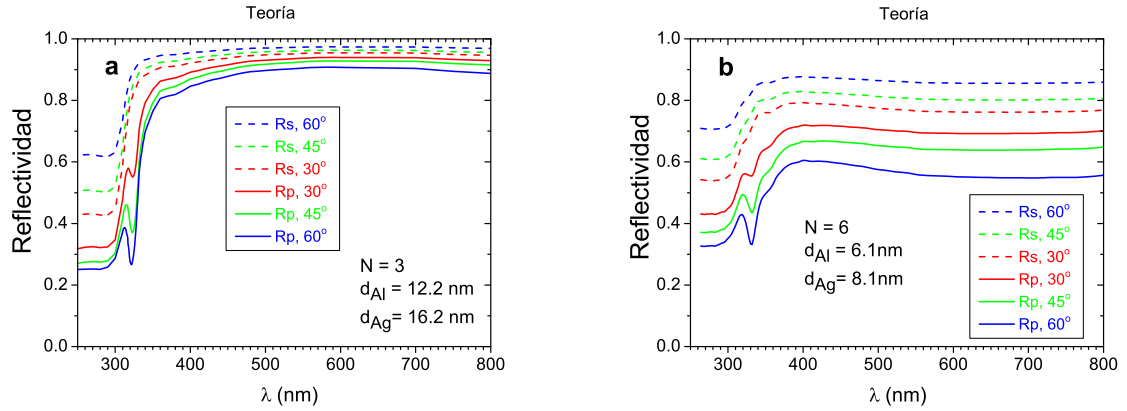 Teoría
a
Reflectividad
1.0
0.8
0.6
0.4
0.2
0.0
Rs, 60°
Rs, 45°
Rs, 30°
Rp, 30°
Rp, 45°
Rp, 60°
N = 3
dAl = 12.2 nm
dAg= 16.2 nm
300 400 500 600 700 800
λ (nm)
Teoría
b
Reflectividad
1.0
0.8
0.6
0.4
0.2
0.0
N = 6
dAl = 6.1nm
dAg= 8.1nm
Rs, 60°
Rs, 45°
Rs, 30°
Rp, 30°
Rp, 45°
Rp, 60°
300 400 500 600 700 800
λ (nm)